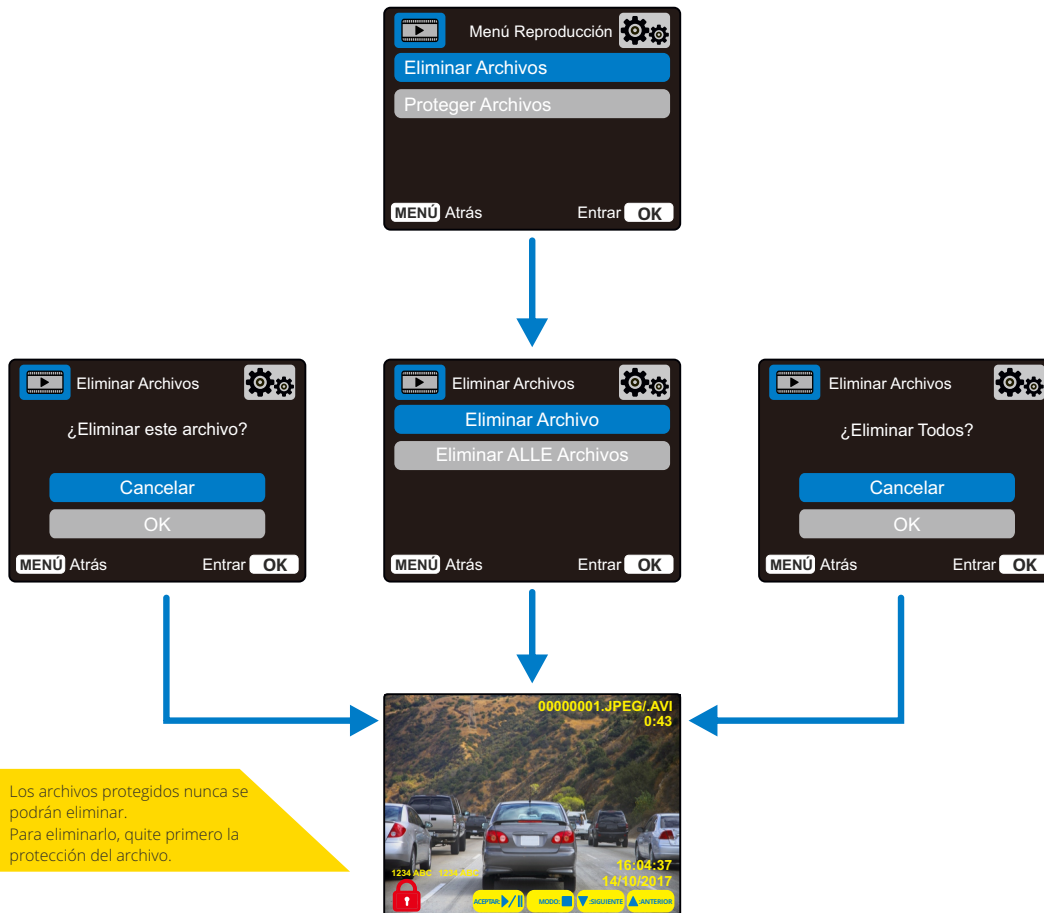 Menú Reproducción
Eliminar Archivos
Proteger Archivos
MENÚ Atrás Entrar OK
Eliminar Archivos
¿Eliminar este archivo?
Cancelar
OK
MENÚ Atrás Entrar OK
Eliminar Archivos
Eliminar Archivo
Eliminar ALLE Archivos
MENÚ Atrás Entrar OK
Eliminar Archivos
¿Eliminar Todos?
Cancelar
OK
MENÚ Atrás Entrar OK
00000001.JPEG/.AVI
0:43
Los archivos protegidos nunca se
podrán eliminar.
Para eliminarlo, quite primero la
protección del archivo.
1234 ABC 1234 ABC
16:04:37
14/10/2017
ACEPTAR: MODO: :SIGUIENTE :ANTERIOR